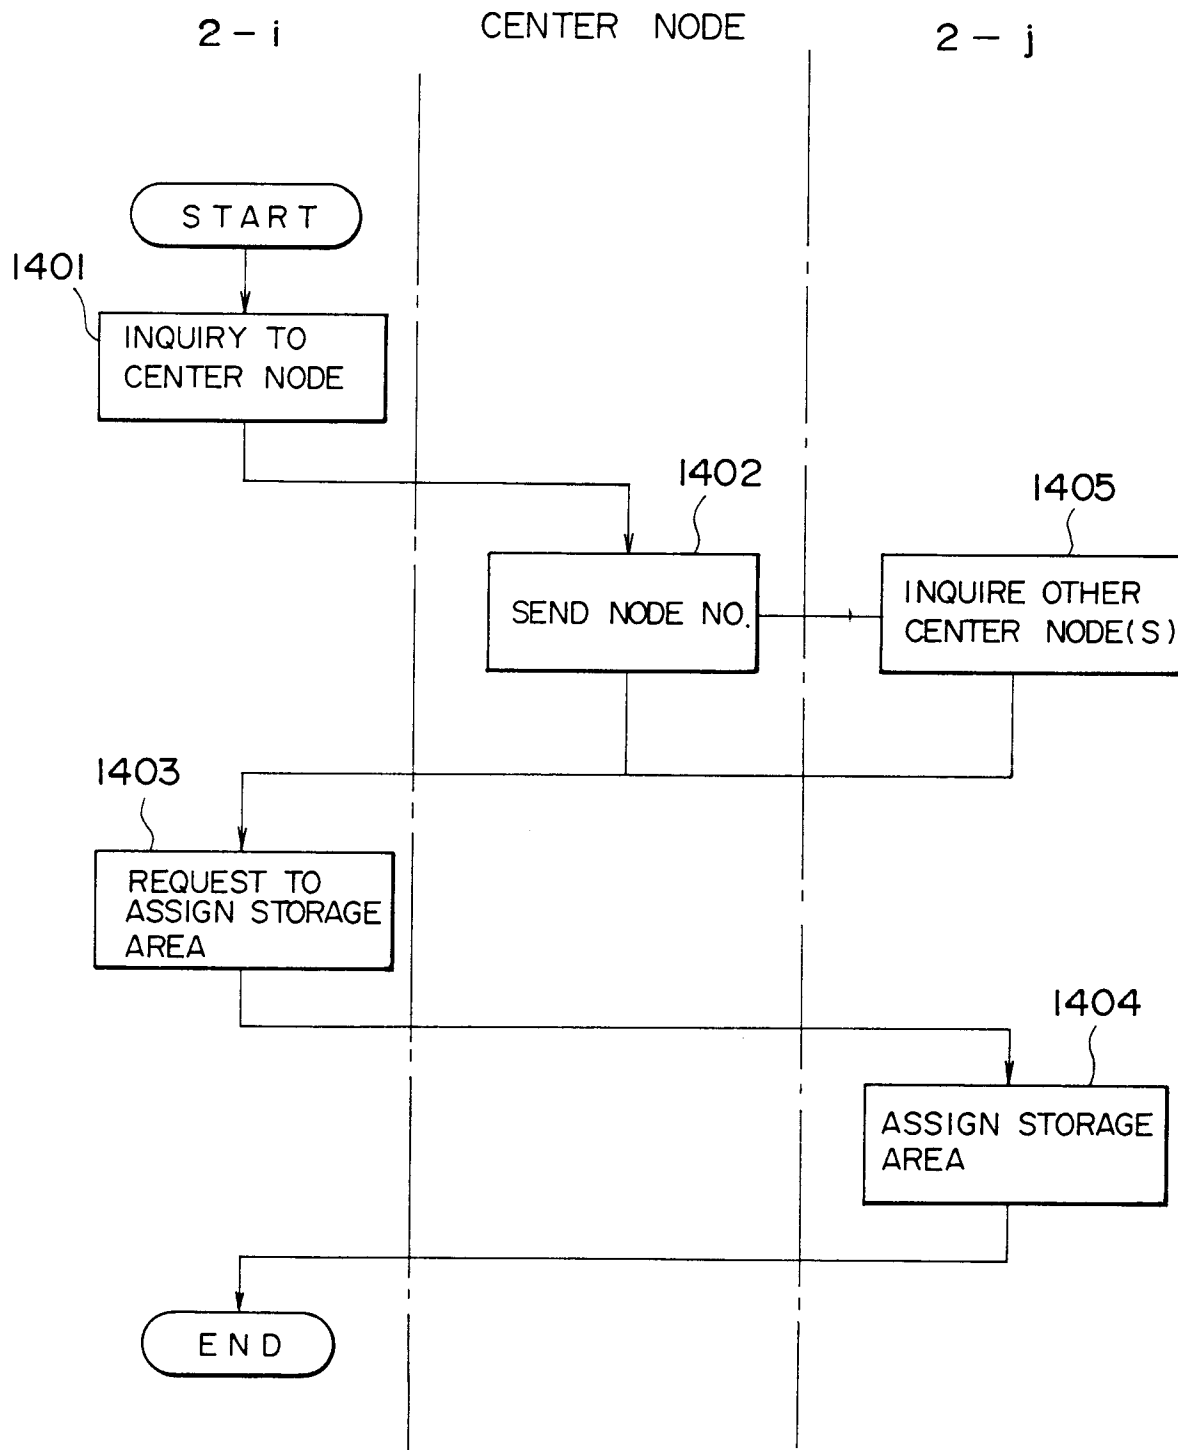 2 - i
CENTER NODE
2 - j
START
1401
INQUIRY TO
CENTER NODE
1402
SEND NODE NO.
1405
INQUIRE OTHER
CENTER NODE(S)
1403
REQUEST TO
ASSIGN STORAGE
AREA
1404
ASSIGN STORAGE
AREA
END